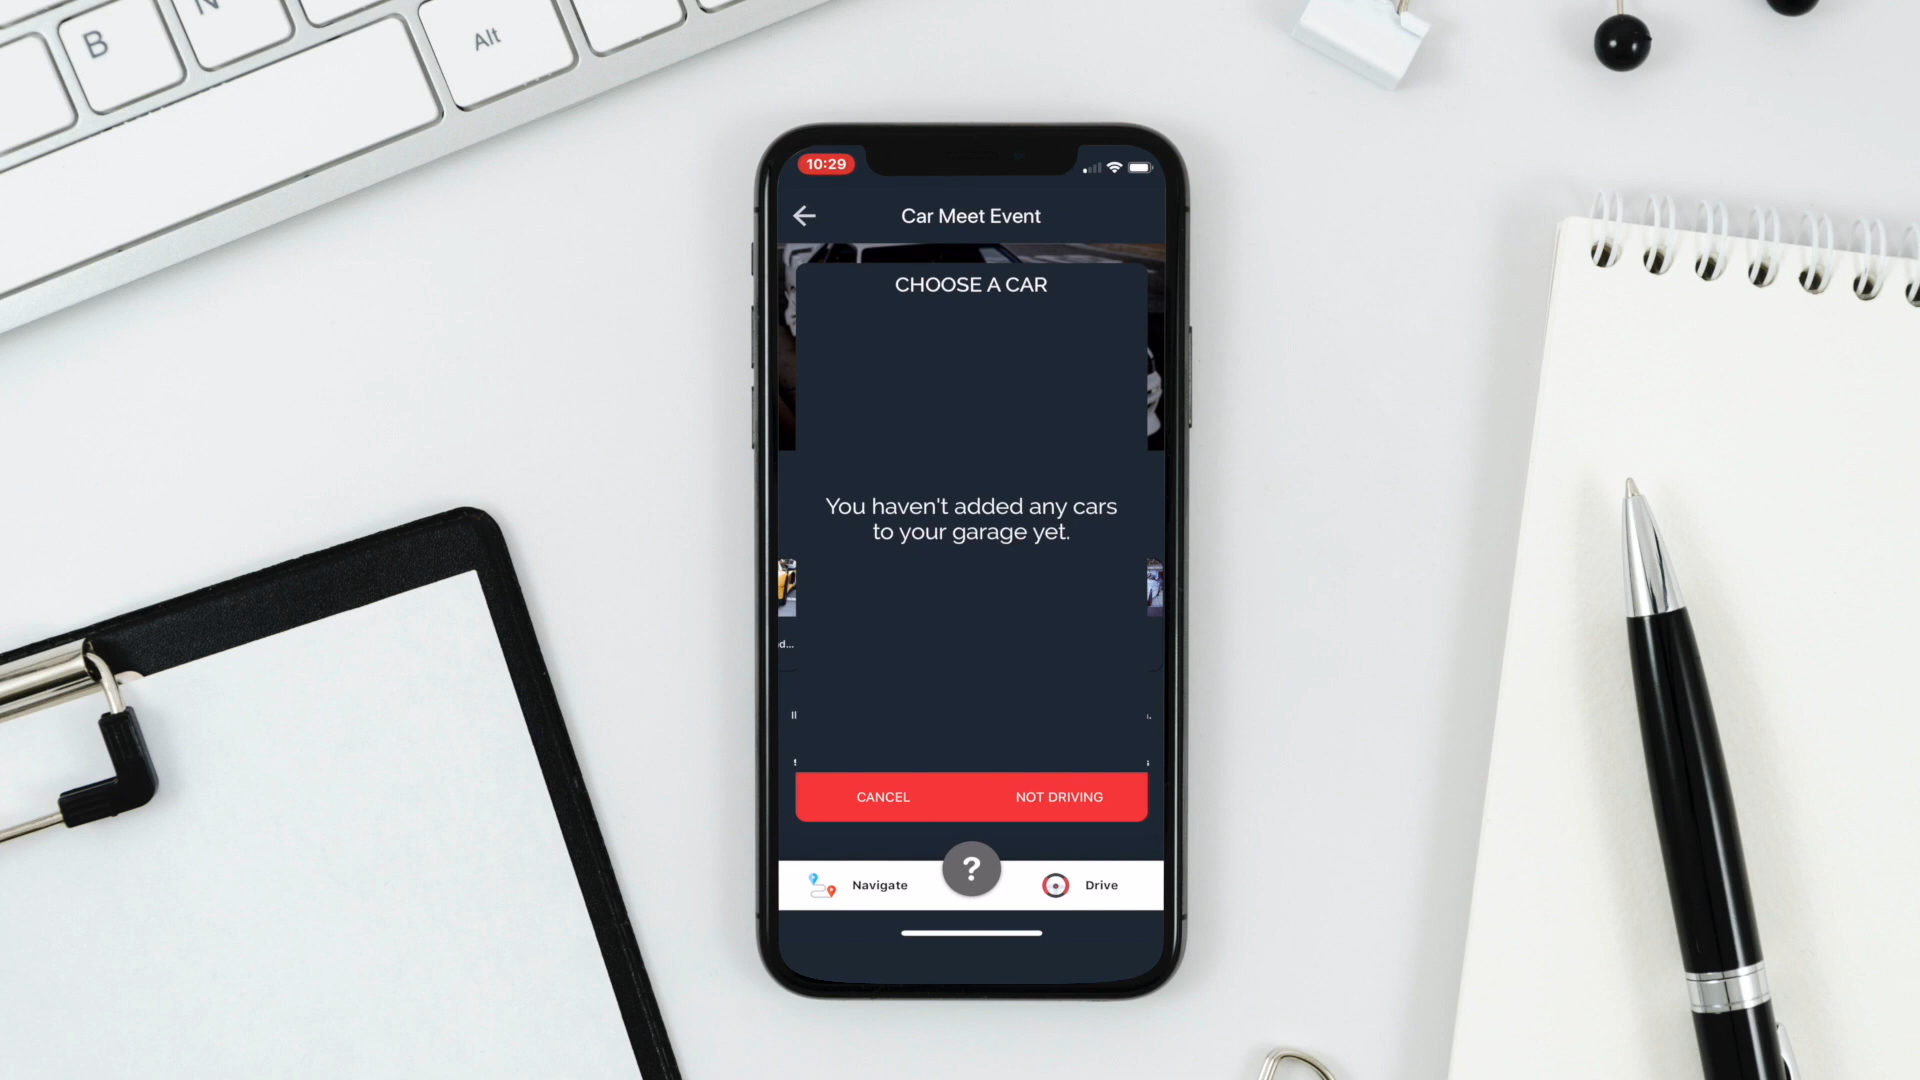 B
N
Alt
10:29
Car Meet Event
CHOOSE A CAR
You haven't added any cars
to your garage yet.
d...
CANCEL
NOT DRIVING
?
Navigate
Drive